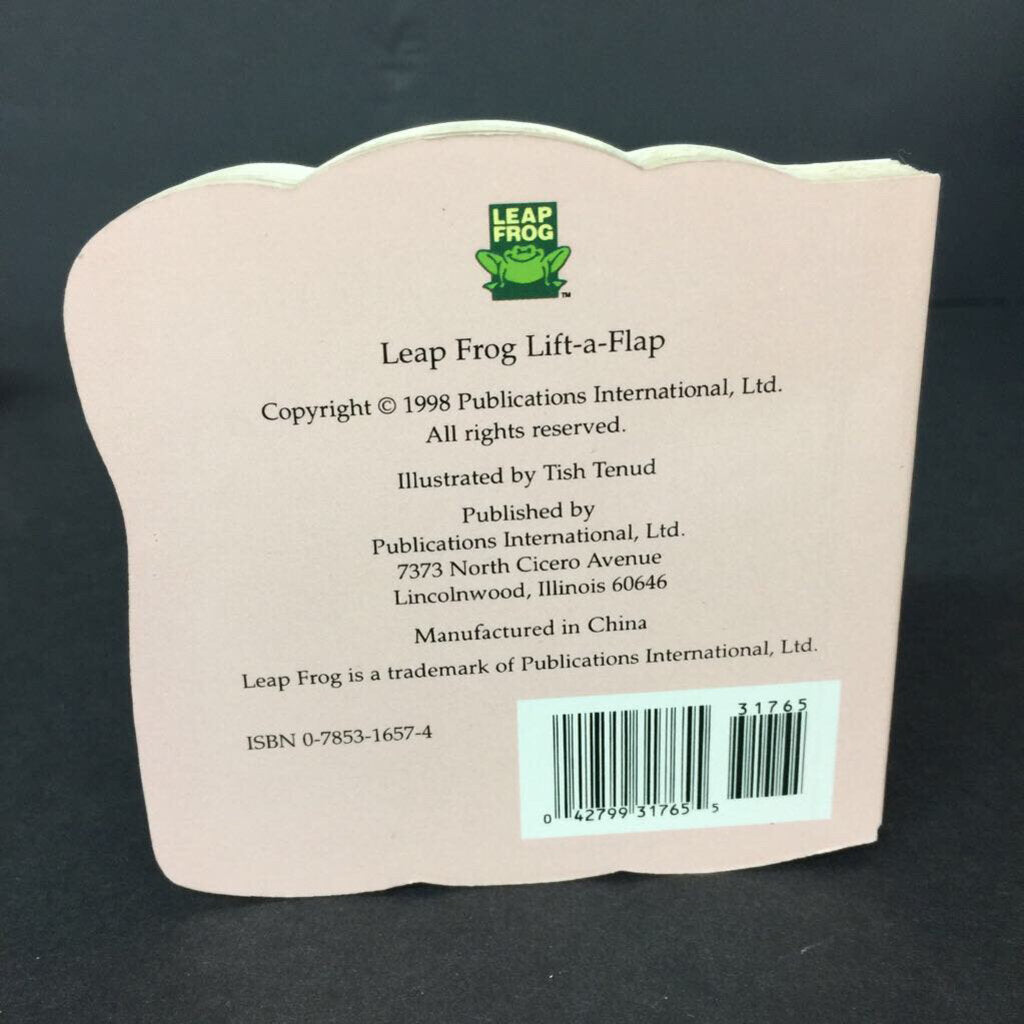 LEAP
FROG
TM
Leap Frog Lift-a-Flap
Copyright © 1998 Publications International, Ltd.
All rights reserved.
Illustrated by Tish Tenud
Published by
Publications International, Ltd.
7373 North Cicero Avenue
Lincolnwood, Illinois 60646
Manufactured in China
Leap Frog is a trademark of Publications International, Ltd.
ISBN 0-7853-1657-4
31765
0 42799 31765 5